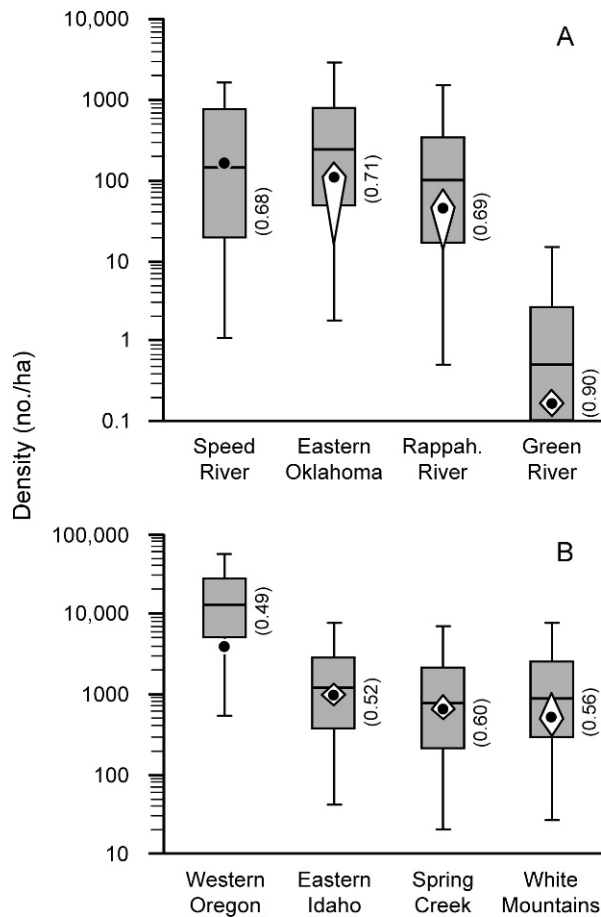 A
10,000
1000
100
10
1
0.1
(0.68)
(0.71)
(0.69)
(0.90)
Speed
River
Eastern
Oklahoma
Rappah.
River
Green
River
Density (no./ha)
B
100,000
10,000
1000
100
10
(0.49)
(0.52)
(0.60)
(0.56)
Western
Oregon
Eastern
Idaho
Spring
Creek
White
Mountains